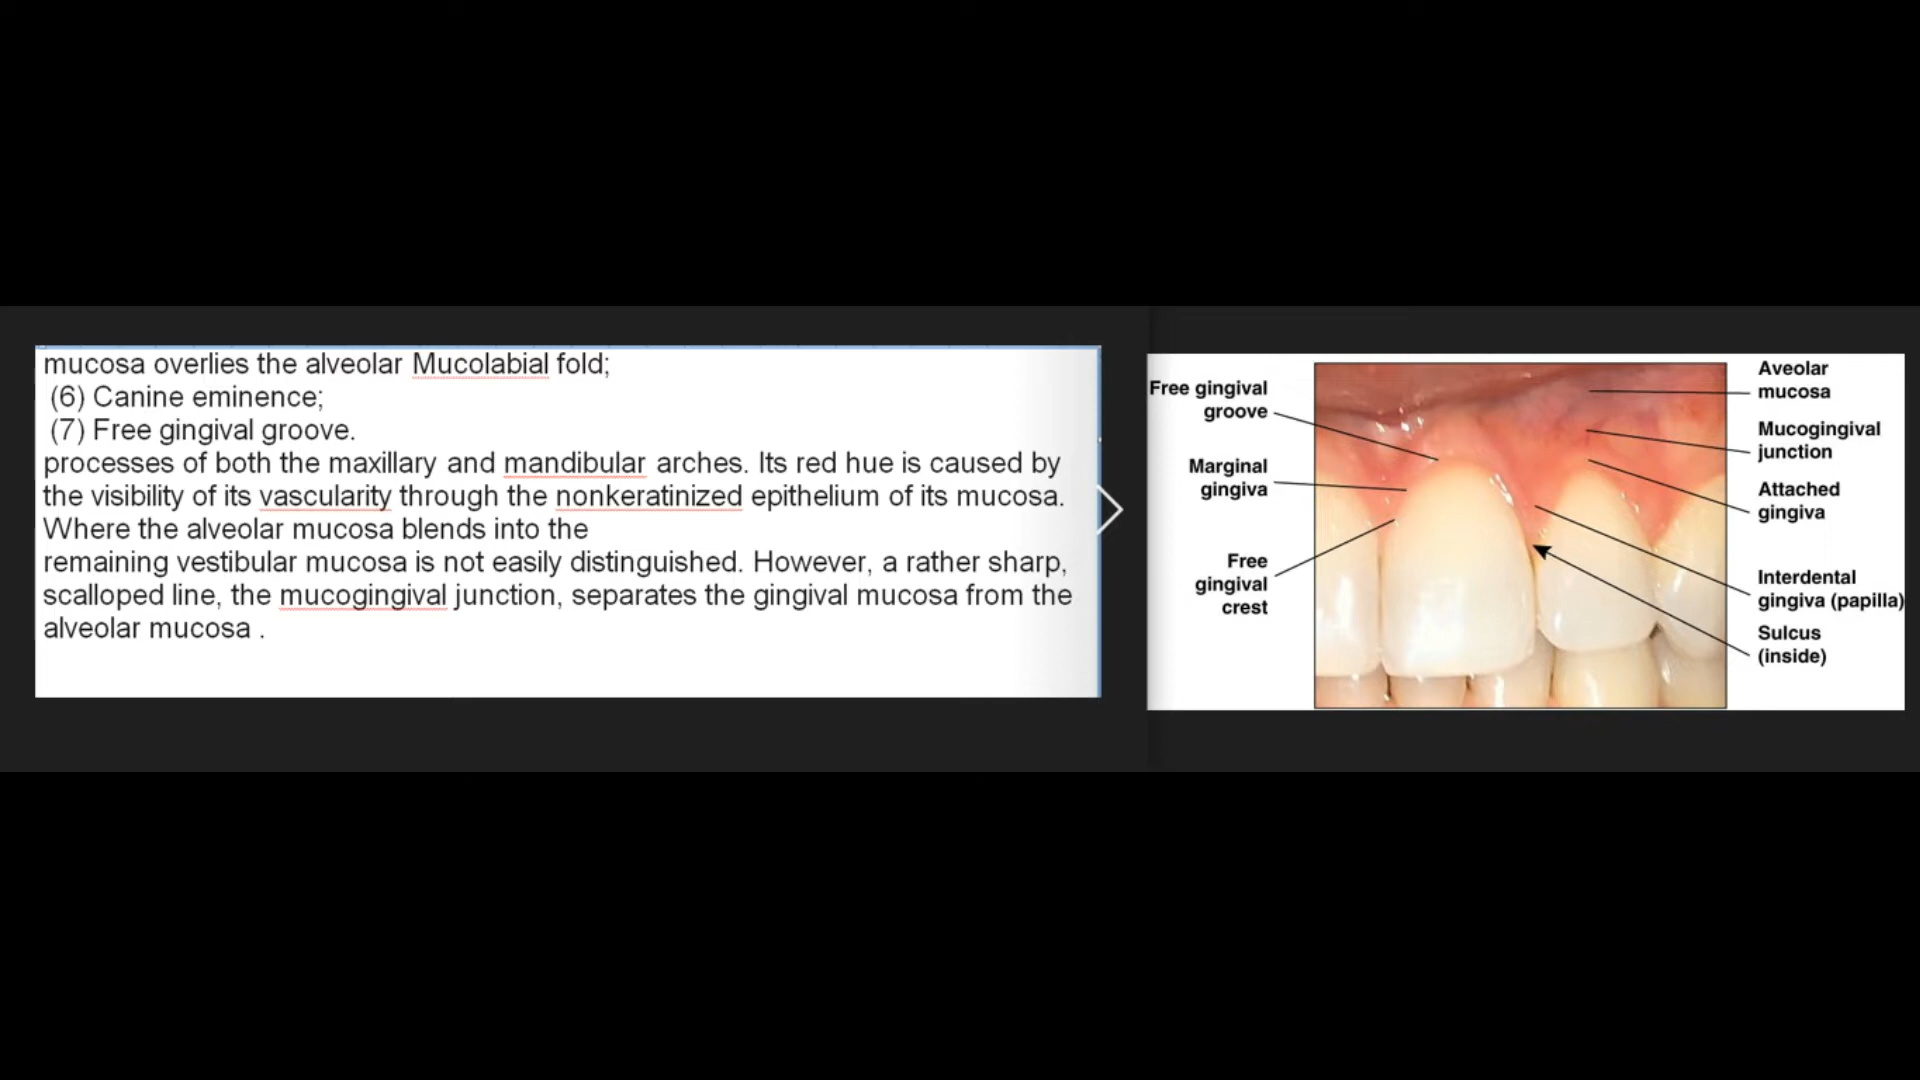 mucosa overlies the alveolar Mucolabial fold;
(6) Canine eminence;
(7) Free gingival groove.
processes of both the maxillary and mandibular arches. Its red hue is caused by
the visibility of its vascularity through the nonkeratinized epithelium of its mucosa.
Where the alveolar mucosa blends into the
remaining vestibular mucosa is not easily distinguished. However, a rather sharp,
scalloped line, the mucogingival junction, separates the gingival mucosa from the
alveolar mucosa .
Free gingival
groove
Marginal
gingiva
Free
gingival
crest
Aveolar
mucosa
Mucogingival
junction
Attached
gingiva
Interdental
gingiva (papilla)
Sulcus
(inside)